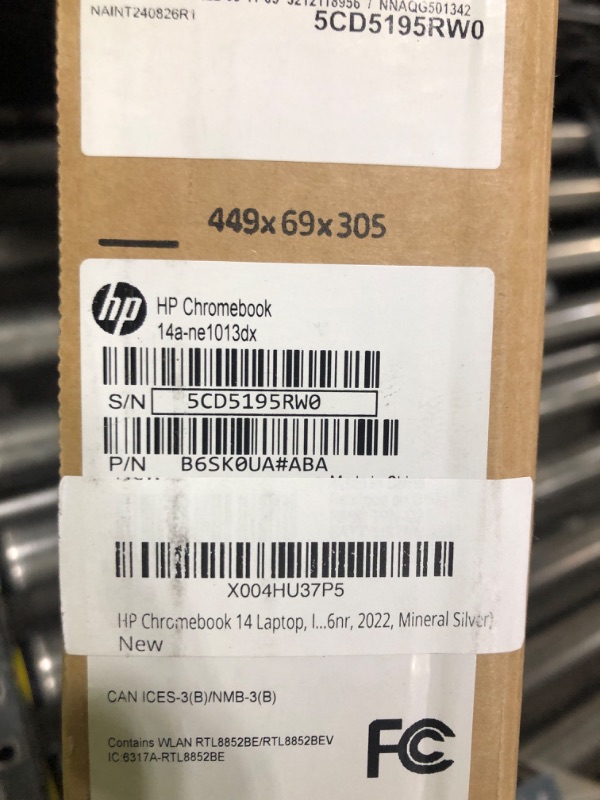 NNAQG501342
NAINT240826R1
5CD5195RW0
449x69x305
hp
HP Chromebook
14a-ne1013dx
S/N 5CD5195RW0
P/N B6SK0UA#ABA
X004HU37P5
HP Chromebook 14 Laptop, I...6nr, 2022, Mineral Silver)
New
CAN ICES-3(B)/NMB-3(B)
Contains WLAN RTL8852BE/RTL8852BEV
IC:6317A-RTL8852BE
FC